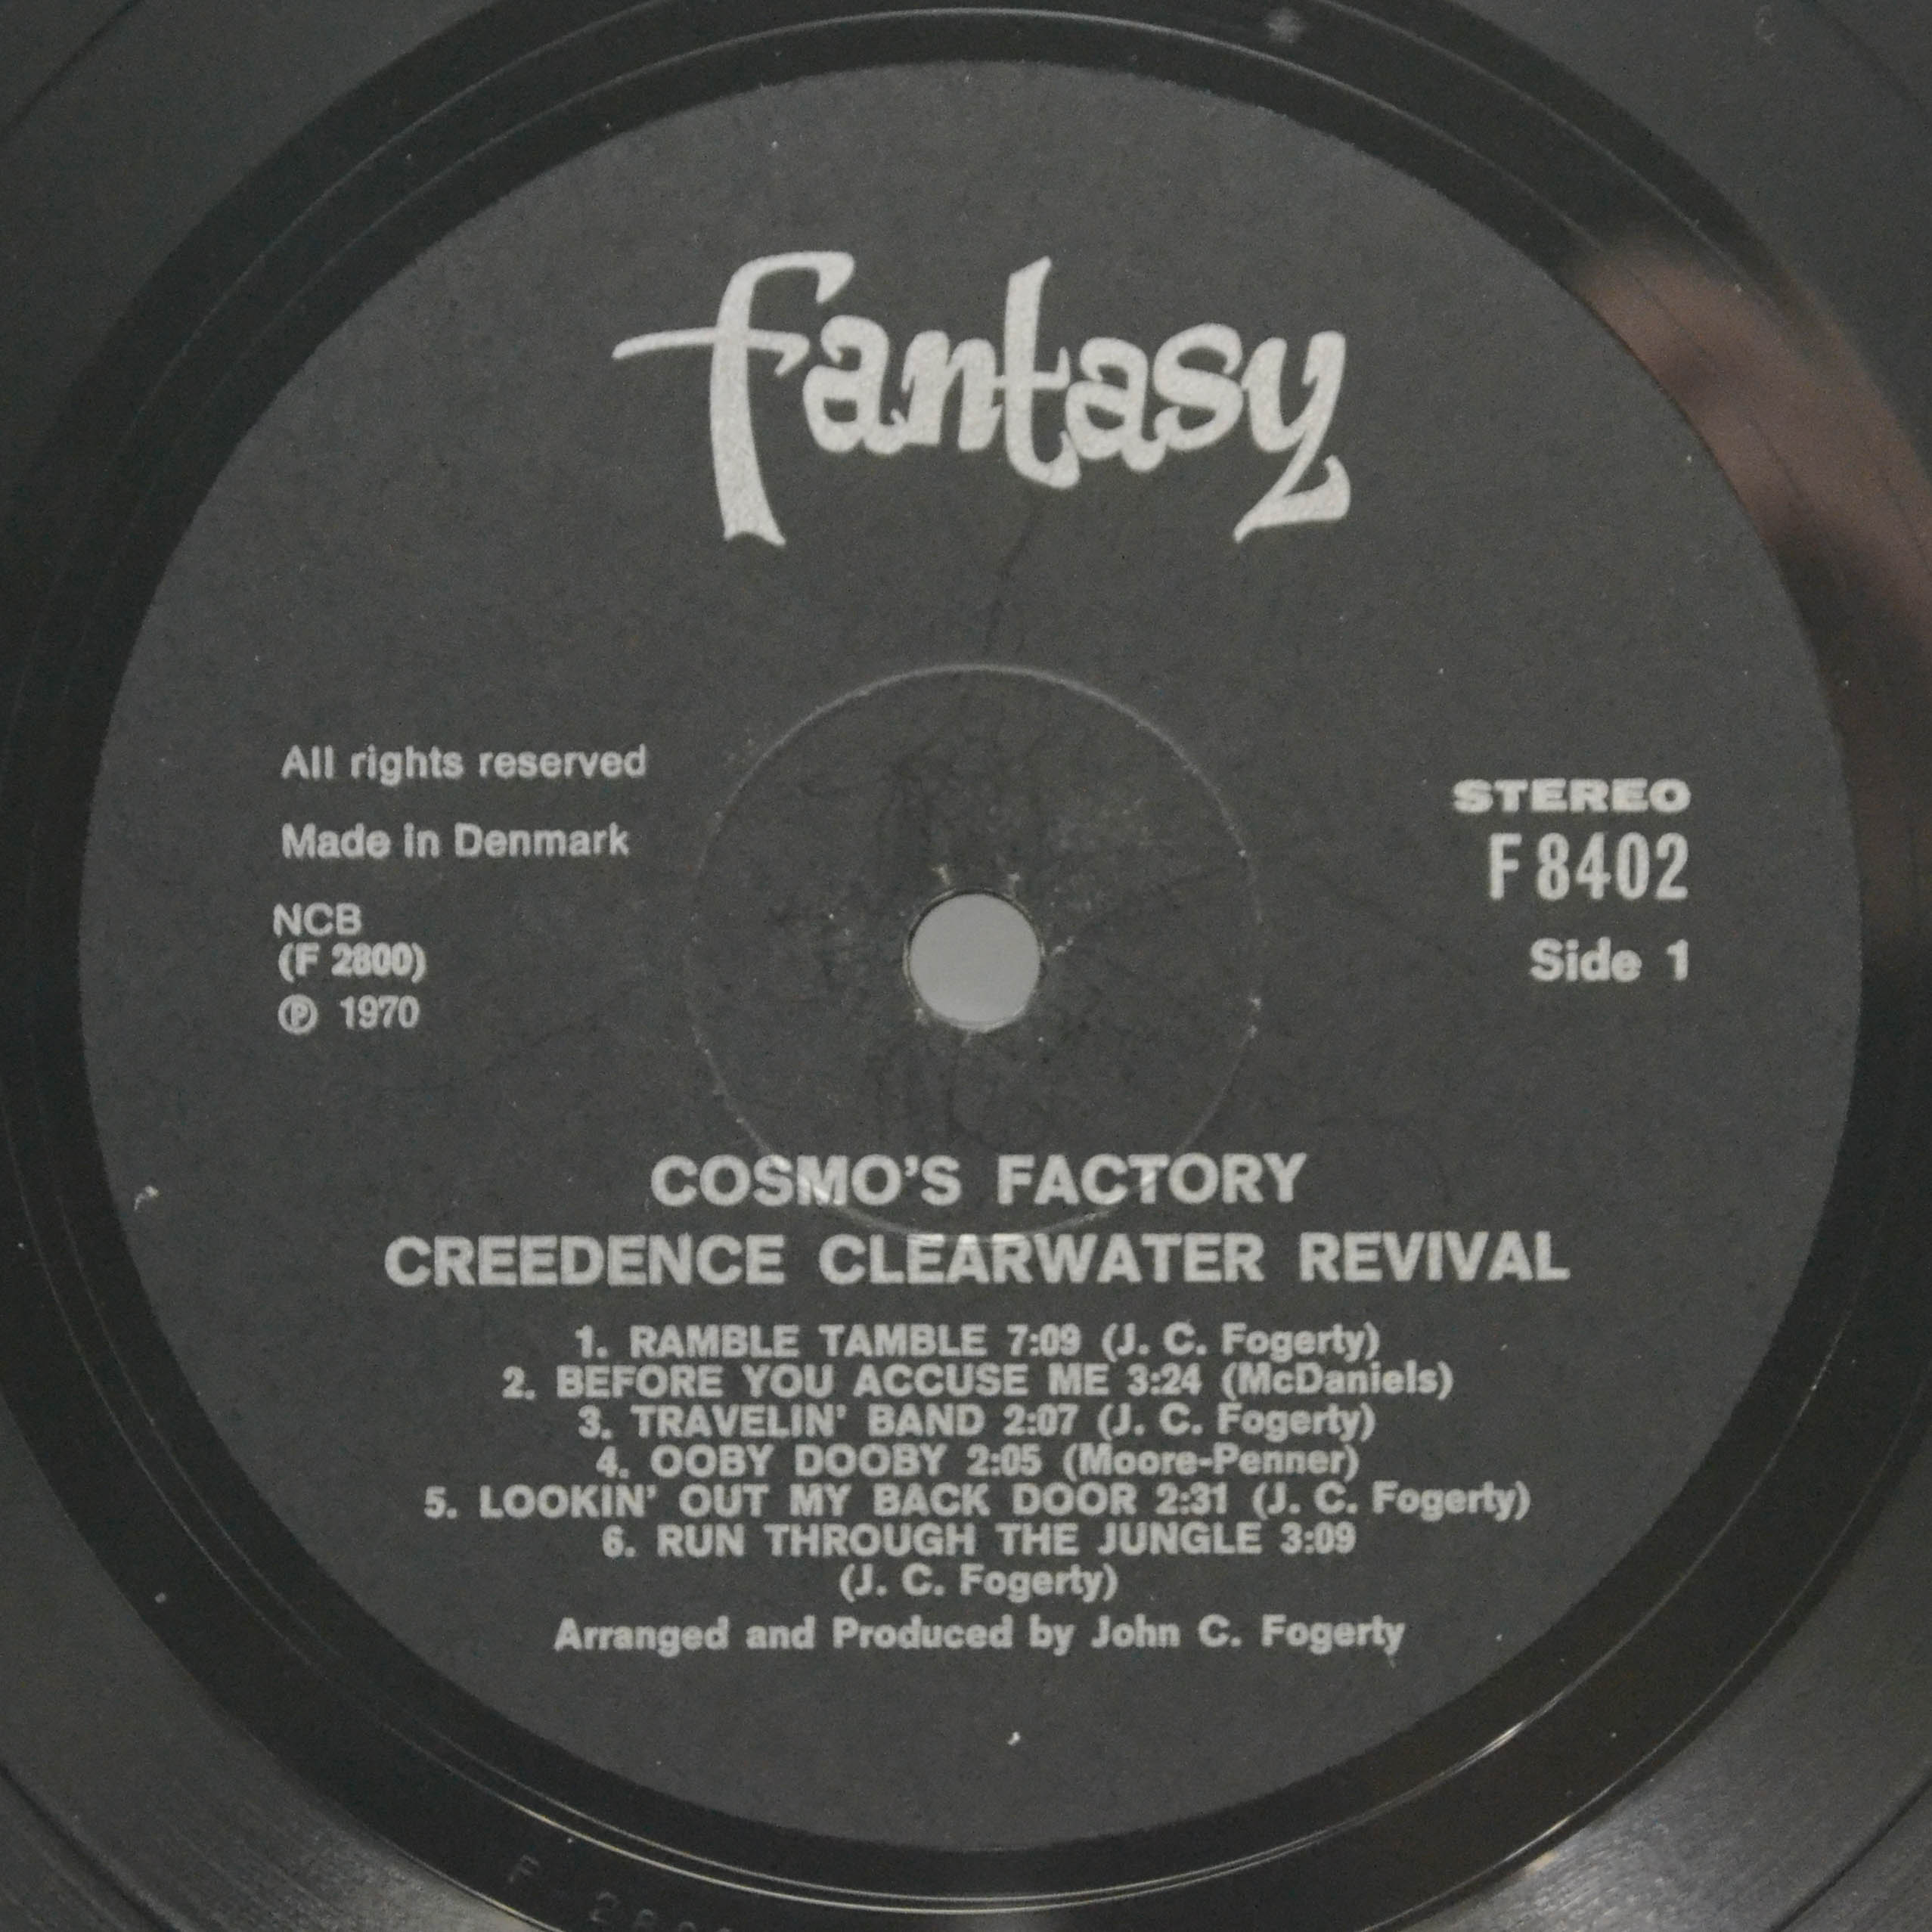 fantasy
All rights reserved
Made in Denmark
NCB
(F 2800)
Ⓟ 1970
STEREO
F 8402
Side 1
COSMO'S FACTORY
CREEDENCE CLEARWATER REVIVAL
1. RAMBLE TAMBLE 7:09 (J. C. Fogerty)
2. BEFORE YOU ACCUSE ME 3:24 (McDaniels)
3. TRAVELIN' BAND 2:07 (J. C. Fogerty)
4. OOBY DOOBY 2:05 (Moore-Penner)
5. LOOKIN' OUT MY BACK DOOR 2:31 (J. C. Fogerty)
6. RUN THROUGH THE JUNGLE 3:09
(J. C. Fogerty)
Arranged and Produced by John C. Fogerty